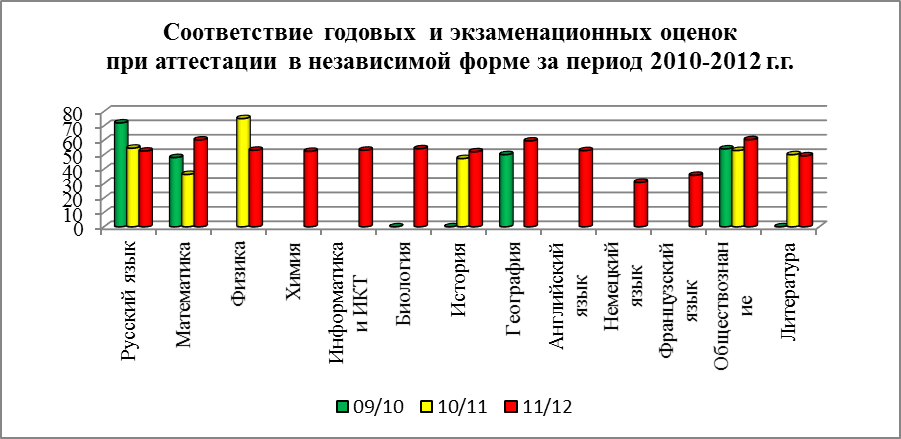 Соответствие годовых и экзаменационных оценок
при аттестации в независимой форме за период 2010-2012 г.г.
80
70
60
50
40
30
20
10
0
Русский язык
Математика
Физика
Химия
Информатика
и ИКТ
Биология
История
География
Английский
язык
Немецкий
язык
Французский
язык
Обществознан
ие
Литература
09/10
10/11
11/12